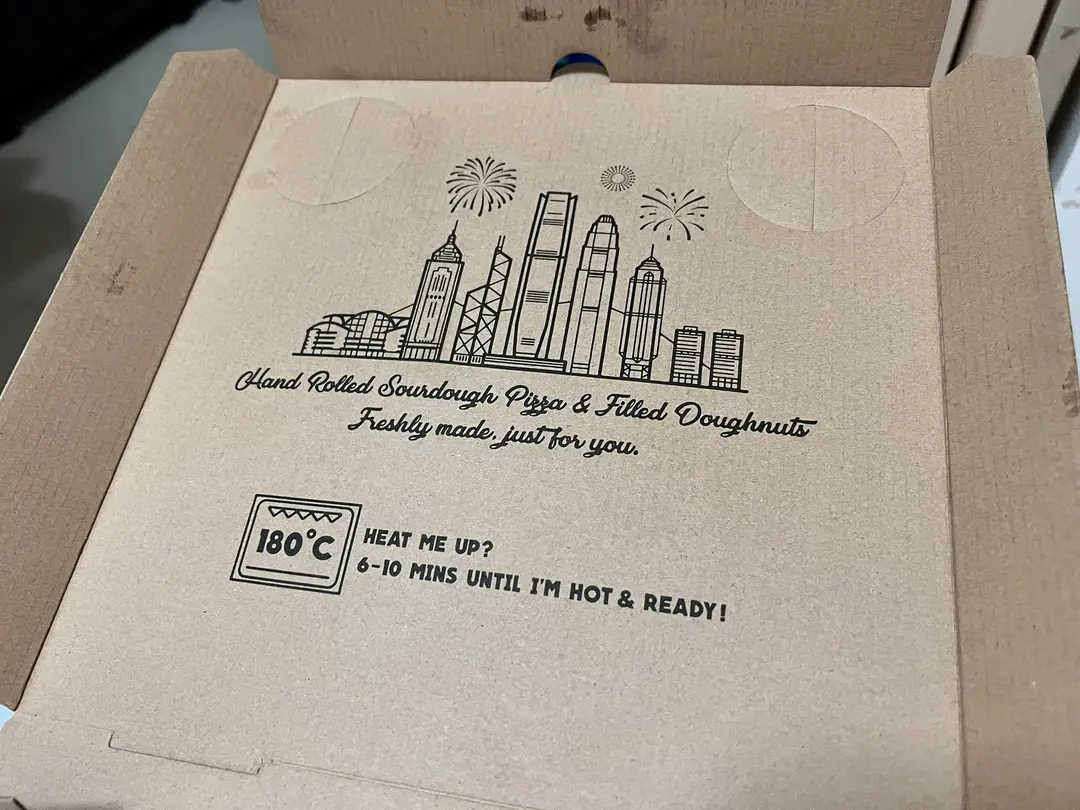 Hand Rolled Sourdough Pizza & Filled Doughnuts
Freshly made, just for you.
180°C
HEAT ME UP?
6-10 MINS UNTIL I'M HOT & READY!